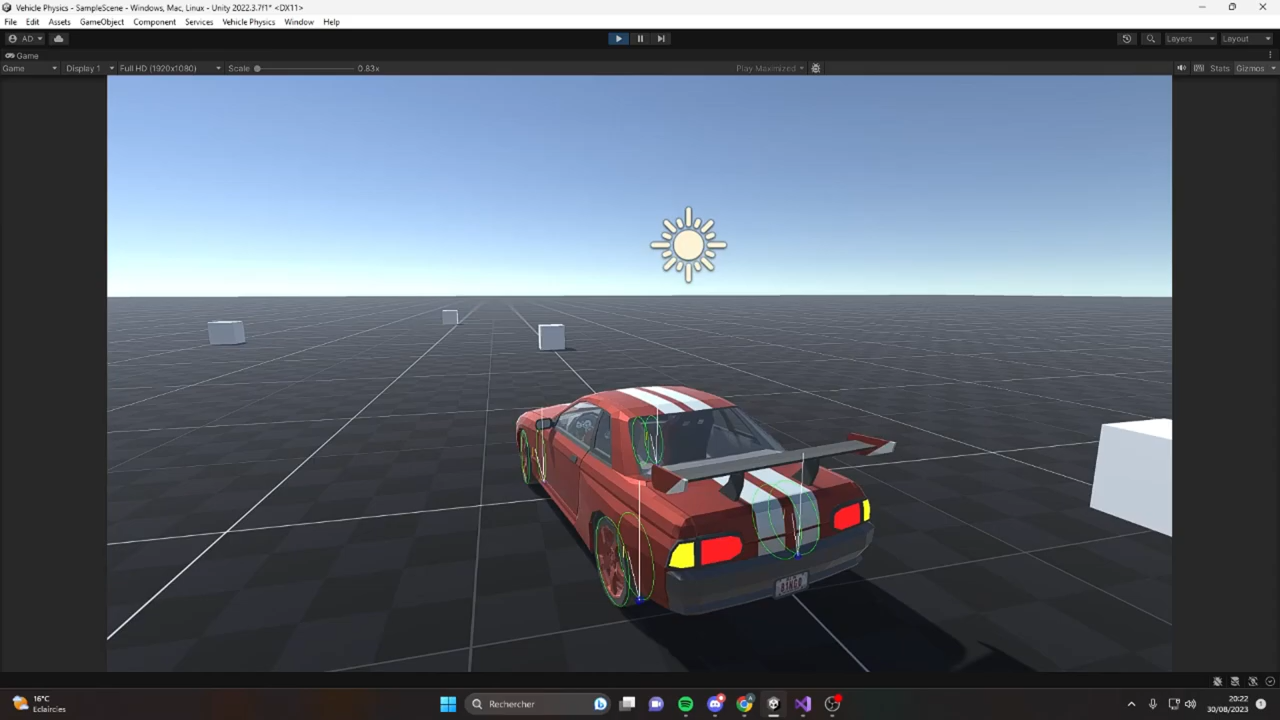 Vehicle Physics - SampleScene - Windows, Mac, Linux - Unity 2022.3.7f1* <DX11>
File Edit Assets GameObject Component Services Vehicle Physics Window Help
AD Layers Layout
Game
Game Display 1 Full HD (1920x1080) Scale 0.83x Play Maximized Stats Gizmos
16°C
Eclaircies
Rechercher
20:22
30/08/2023